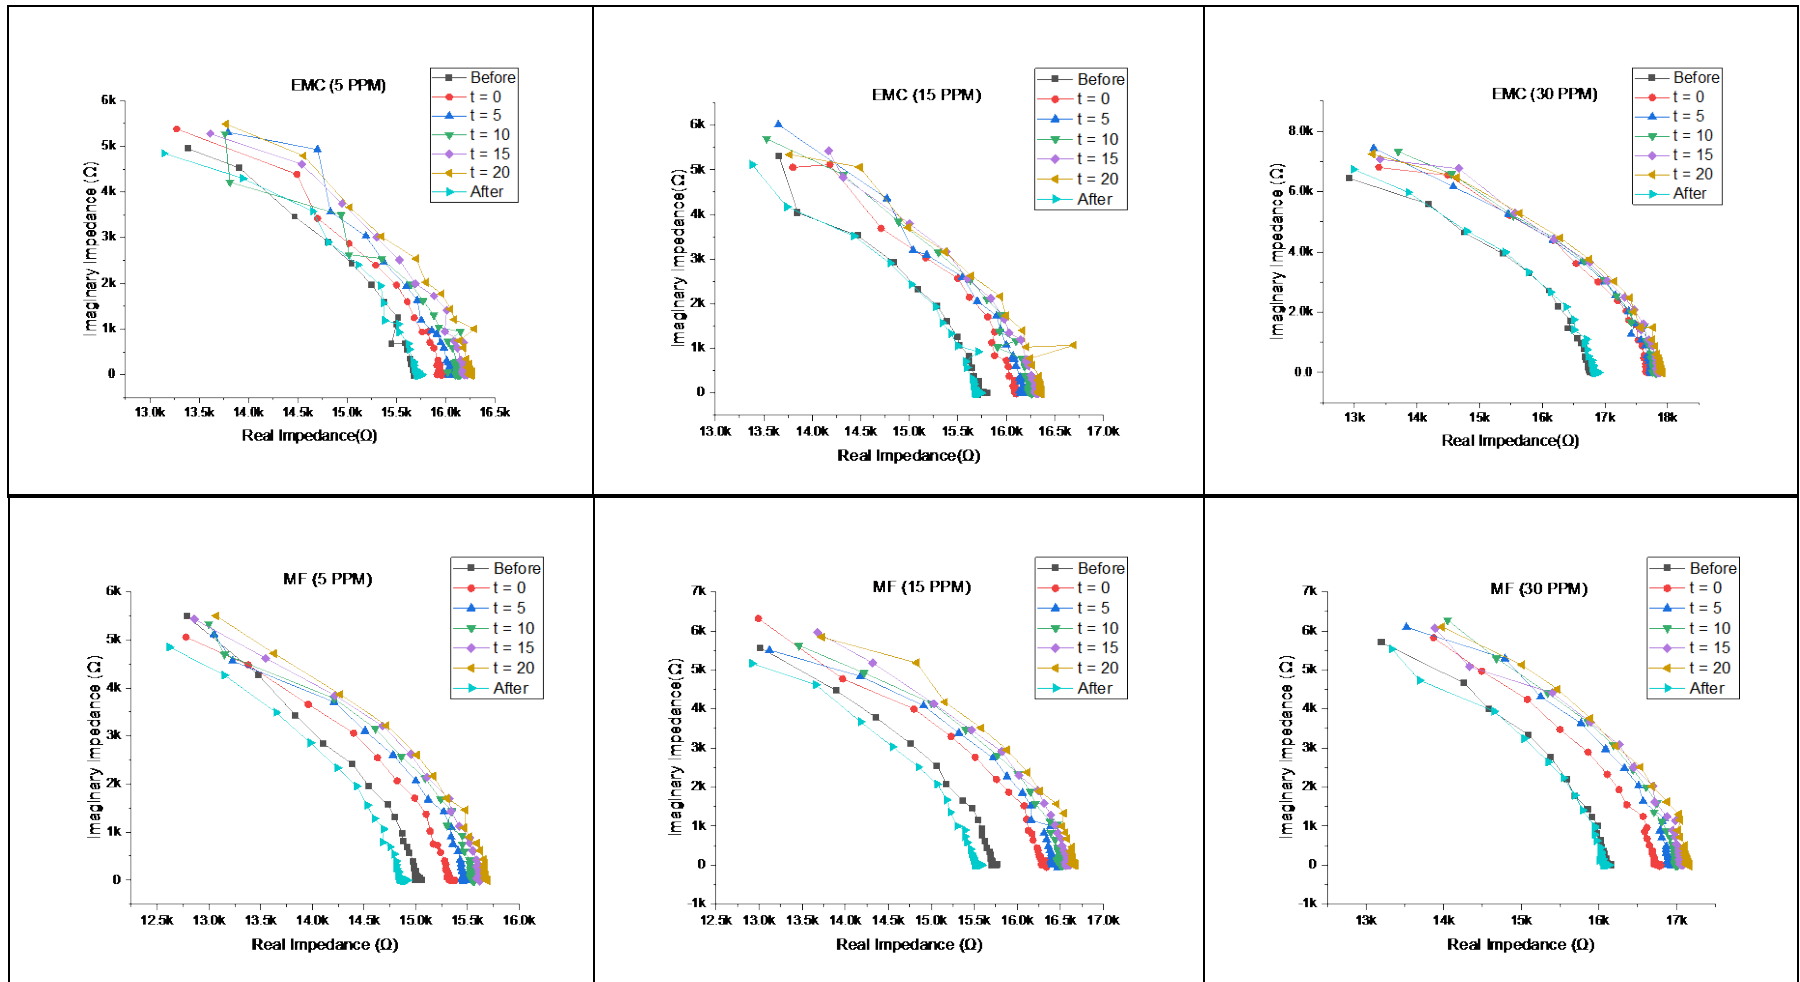 EMC (5 PPM)
Before
t = 0
t = 5
t = 10
t = 15
t = 20
After
6k
5k
4k
3k
2k
1k
0
Imaginary Impedance (Ω)
13.0k 13.5k 14.0k 14.5k 15.0k 15.5k 16.0k 16.5k
Real Impedance(Ω)
EMC (15 PPM)
Before
t = 0
t = 5
t = 10
t = 15
t = 20
After
6k
5k
4k
3k
2k
1k
0
Imaginary Impedance(Ω)
13.0k 13.5k 14.0k 14.5k 15.0k 15.5k 16.0k 16.5k 17.0k
Real Impedance(Ω)
EMC (30 PPM)
Before
t = 0
t = 5
t = 10
t = 15
t = 20
After
8.0k
6.0k
4.0k
2.0k
0.0
Imaginary Impedance (Ω)
13k 14k 15k 16k 17k 18k
Real Impedance(Ω)
MF (5 PPM)
Before
t = 0
t = 5
t = 10
t = 15
t = 20
After
6k
5k
4k
3k
2k
1k
0
Imaginary Impedance (Ω)
12.5k 13.0k 13.5k 14.0k 14.5k 15.0k 15.5k 16.0k
Real Impedance (Ω)
MF (15 PPM)
Before
t = 0
t = 5
t = 10
t = 15
t = 20
After
7k
6k
5k
4k
3k
2k
1k
0
-1k
Imaginary Impedance(Ω)
12.5k 13.0k 13.5k 14.0k 14.5k 15.0k 15.5k 16.0k 16.5k 17.0k
Real Impedance (Ω)
MF (30 PPM)
Before
t = 0
t = 5
t = 10
t = 15
t = 20
After
7k
6k
5k
4k
3k
2k
1k
0
-1k
Imaginary Impedance (Ω)
13k 14k 15k 16k 17k
Real Impedance (Ω)